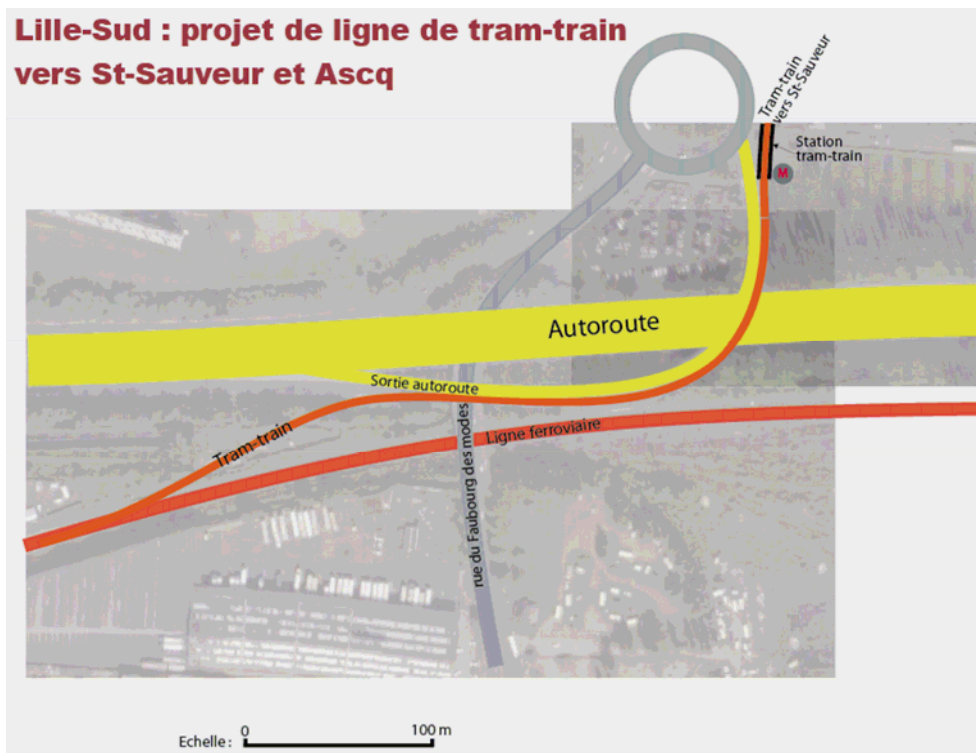 Lille-Sud : projet de ligne de tram-train
vers St-Sauveur et Ascq
Tram-train
vers St-Sauveur
Station
tram-train
M
Autoroute
Sortie autoroute
Tram-train
Ligne ferroviaire
rue du Faubourg des modes
Echelle : 0 100 m